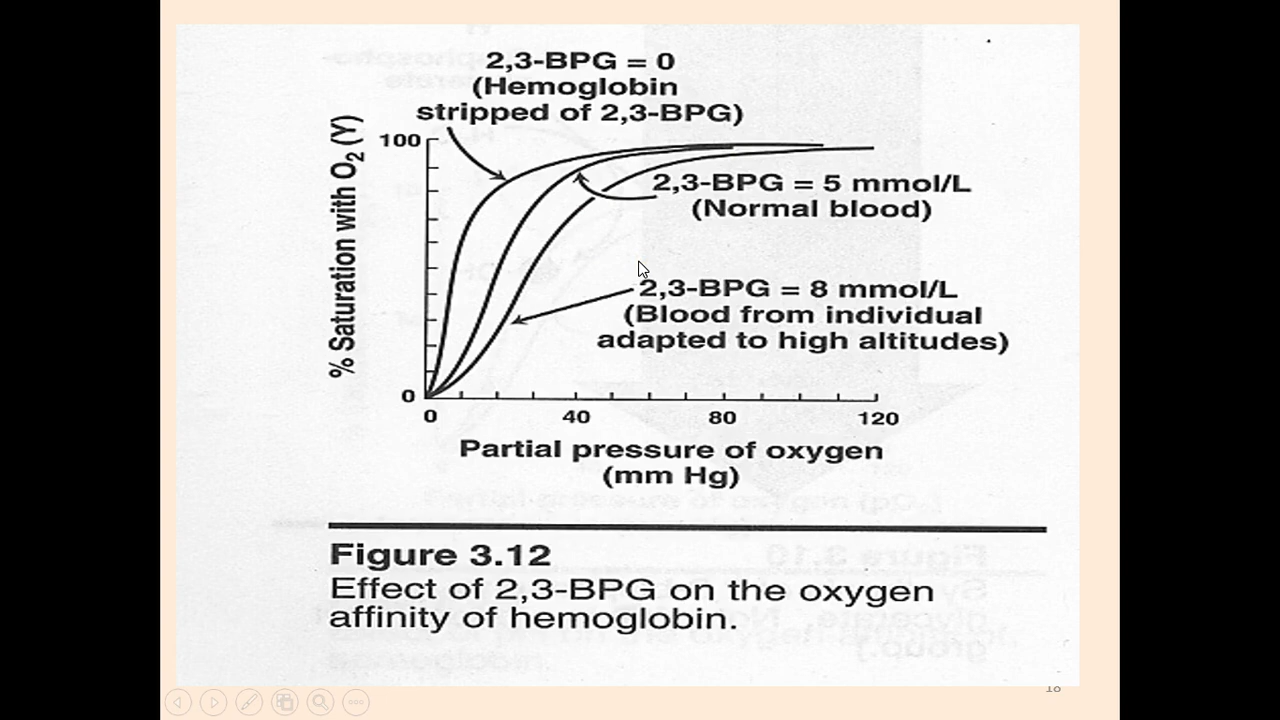 2,3-BPG = 0
(Hemoglobin
stripped of 2,3-BPG)
% Saturation with O₂ (Y)
100
0
2,3-BPG = 5 mmol/L
(Normal blood)
2,3-BPG = 8 mmol/L
(Blood from individual
adapted to high altitudes)
0 40 80 120
Partial pressure of oxygen
(mm Hg)
Figure 3.12
Effect of 2,3-BPG on the oxygen
affinity of hemoglobin.
18